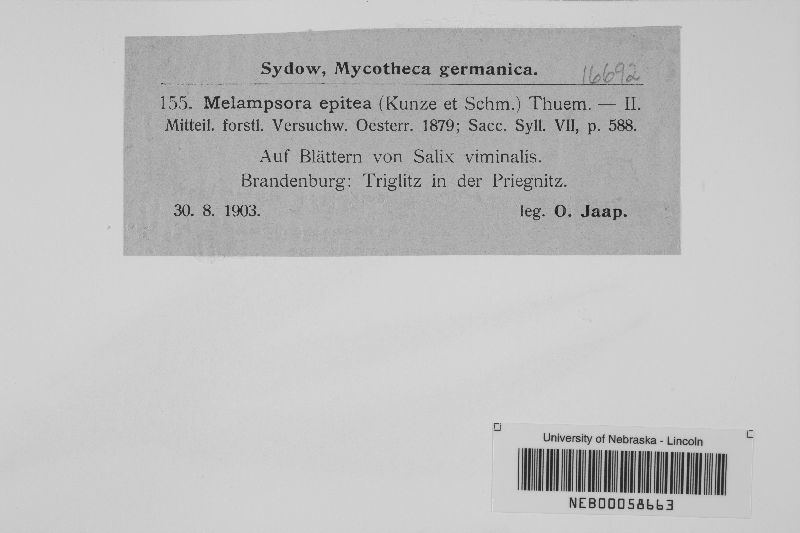 Sydow, Mycotheca germanica.
16692
155. Melampsora epitea (Kunze et Schm.) Thuem. — II.
Mitteil. forstl. Versuchw. Oesterr. 1879; Sacc. Syll. VII, p. 588.
Auf Blättern von Salix viminalis.
Brandenburg: Triglitz in der Priegnitz.
30. 8. 1903. leg. O. Jaap.
University of Nebraska - Lincoln
NEB00058663